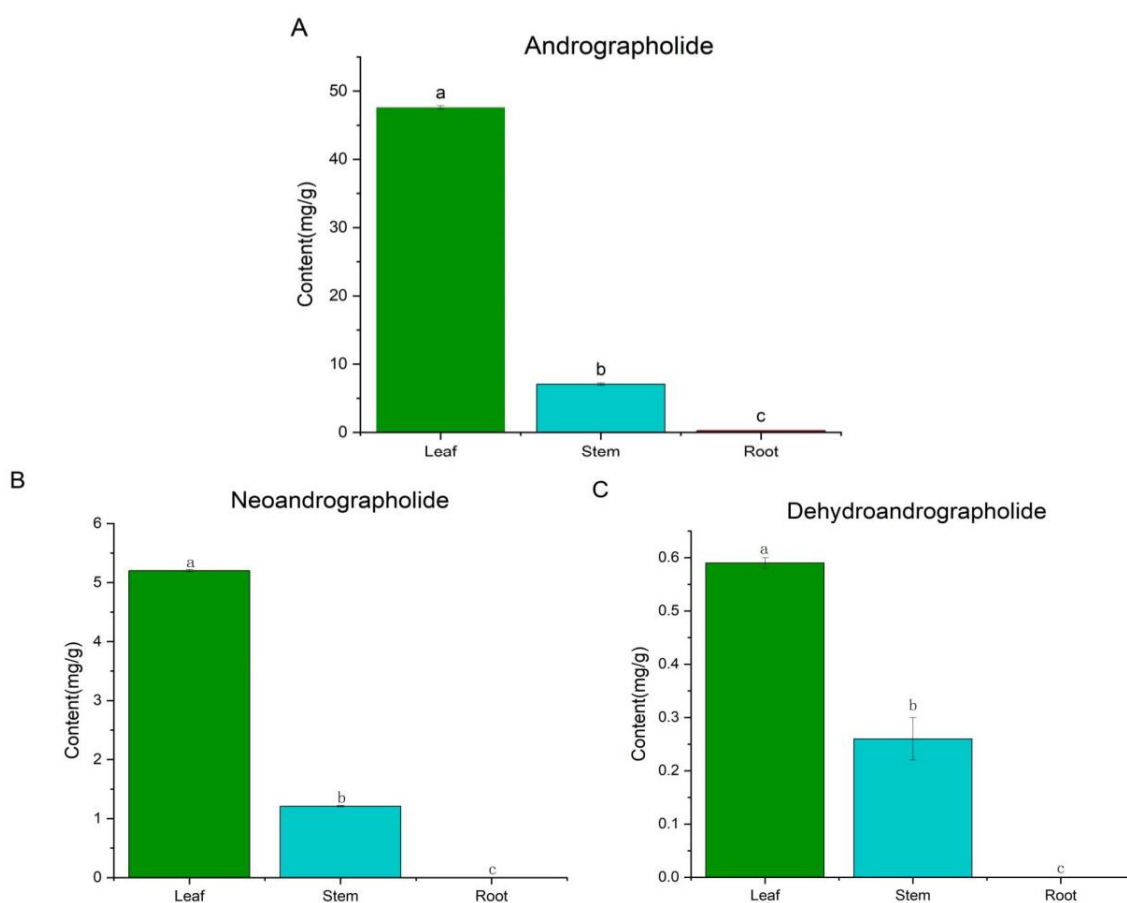 A
Andrographolide
Content(mg/g)
50
40
30
20
10
0
a
b
c
Leaf Stem Root
B
Neoandrographolide
Content(mg/g)
6
5
4
3
2
1
0
a
b
c
Leaf Stem Root
C
Dehydroandrographolide
Content(mg/g)
0.6
0.5
0.4
0.3
0.2
0.1
0.0
a
b
c
Leaf Stem Root